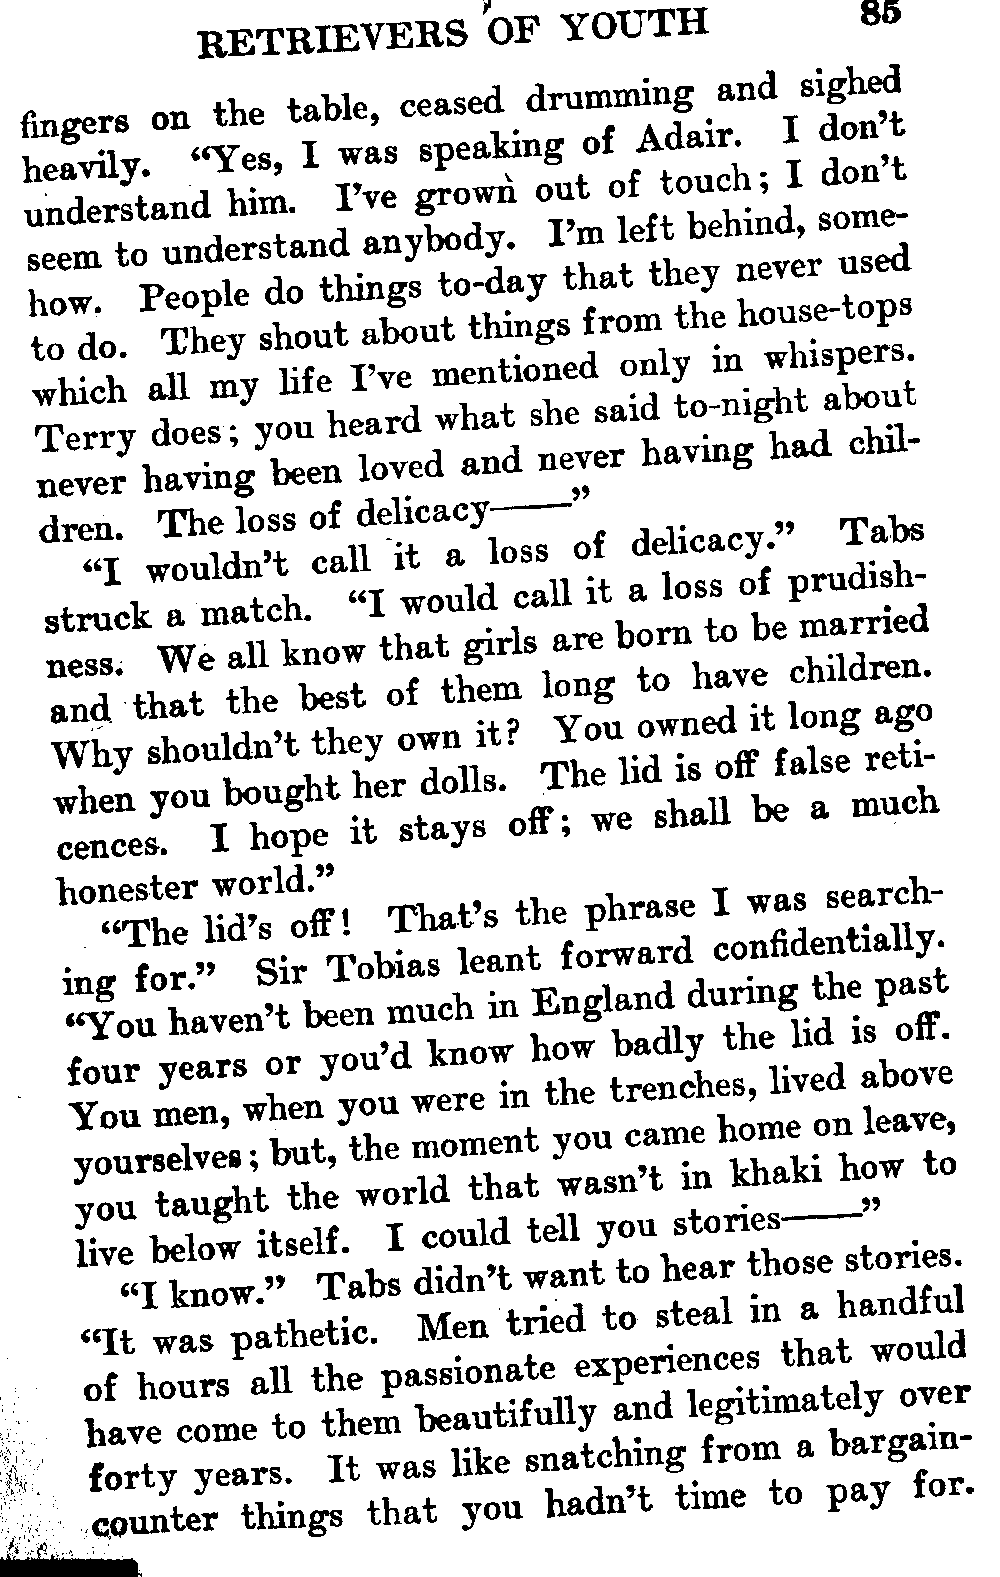 RETRIEVERS OF YOUTH 85
fingers on the table, ceased drumming and sighed
heavily. “Yes, I was speaking of Adair. I don’t
understand him. I’ve grown out of touch; I don’t
seem to understand anybody. I’m left behind, some-
how. People do things to-day that they never used
to do. They shout about things from the house-tops
which all my life I’ve mentioned only in whispers.
Terry does; you heard what she said to-night about
never having been loved and never having had chil-
dren. The loss of delicacy——”
“I wouldn’t call it a loss of delicacy.” Tabs
struck a match. “I would call it a loss of prudish-
ness. We all know that girls are born to be married
and that the best of them long to have children.
Why shouldn’t they own it? You owned it long ago
when you bought her dolls. The lid is off false reti-
cences. I hope it stays off; we shall be a much
honester world.”
“The lid’s off! That’s the phrase I was search-
ing for.” Sir Tobias leant forward confidentially.
“You haven’t been much in England during the past
four years or you’d know how badly the lid is off.
You men, when you were in the trenches, lived above
yourselves; but, the moment you came home on leave,
you taught the world that wasn’t in khaki how to
live below itself. I could tell you stories——”
“I know.” Tabs didn’t want to hear those stories.
“It was pathetic. Men tried to steal in a handful
of hours all the passionate experiences that would
have come to them beautifully and legitimately over
forty years. It was like snatching from a bargain-
counter things that you hadn’t time to pay for.